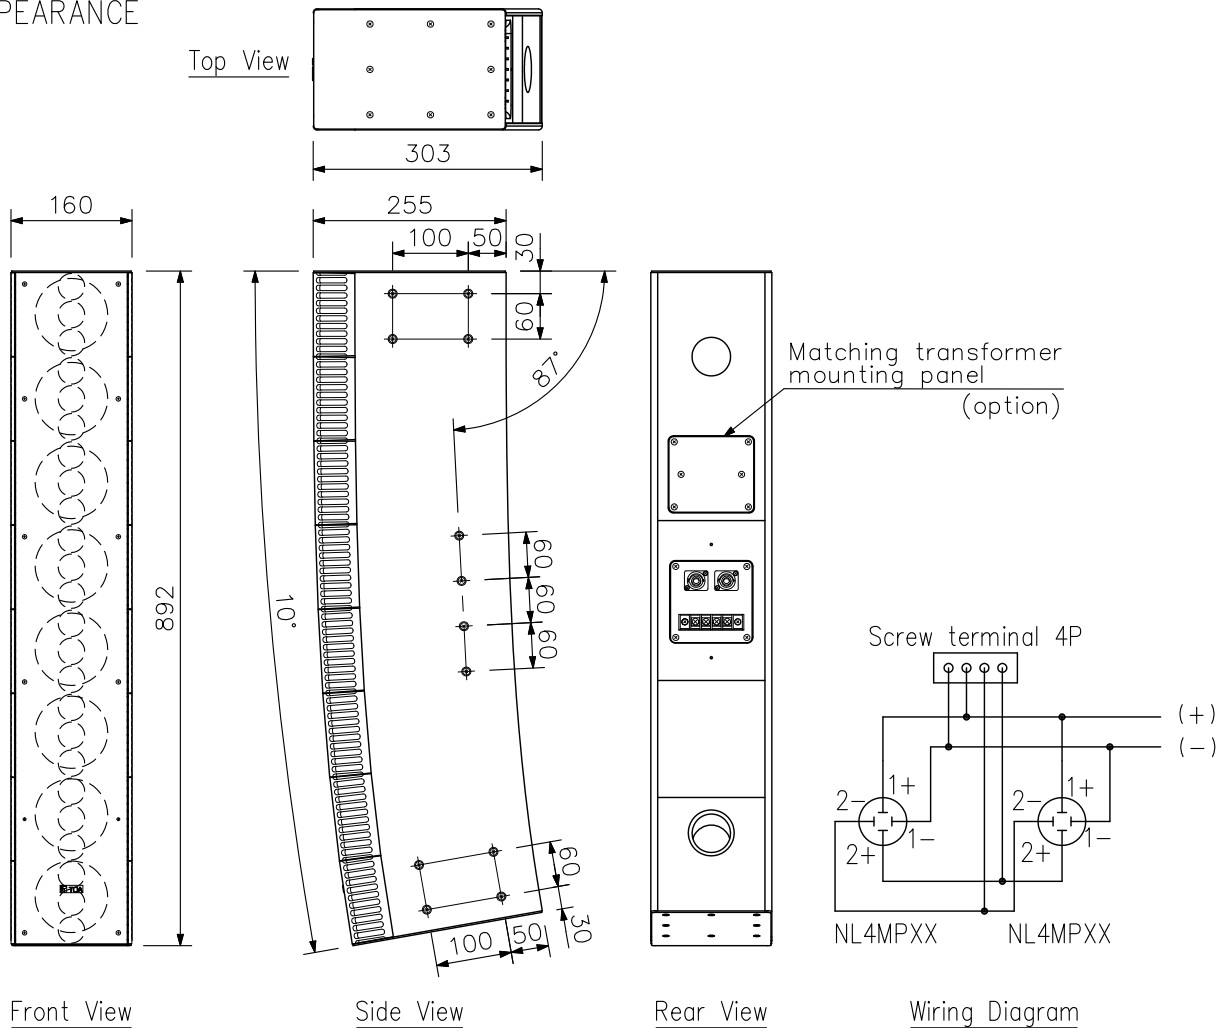 PEARANCE
Top View
303
160
255
100
50
30
60
87°
Matching transformer
mounting panel
(option)
892
10°
60
60
60
Screw terminal 4P
(+)
(-)
2-
1+
1-
2+
2-
1+
1-
2+
NL4MPXX
NL4MPXX
TOA
60
30
100
50
Front View
Side View
Rear View
Wiring Diagram